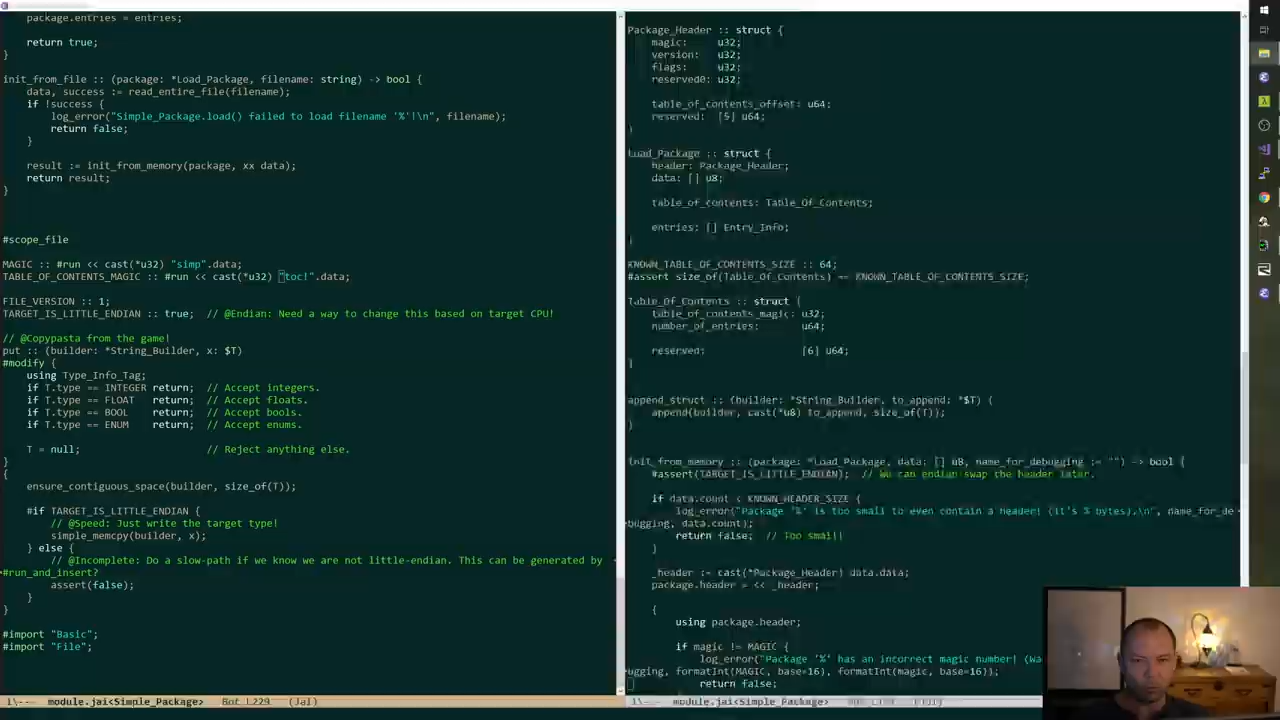 package.entries = entries;
return true;
}
init_from_file :: (package: *Load_Package, filename: string) -> bool {
data, success := read_entire_file(filename);
if !success {
log_error("Simple_Package.load() failed to load filename '%'!\n", filename);
return false;
}
result := init_from_memory(package, xx data);
return result;
}
#scope_file
MAGIC :: #run << cast(*u32) "simp".data;
TABLE_OF_CONTENTS_MAGIC :: #run << cast(*u32) "toc!".data;
FILE_VERSION :: 1;
TARGET_IS_LITTLE_ENDIAN :: true;  // @Endian: Need a way to change this based on target CPU!
// @Copypasta from the game!
put :: (builder: *String_Builder, x: $T)
#modify {
using Type_Info_Tag;
if T.type == INTEGER return;  // Accept integers.
if T.type == FLOAT   return;  // Accept floats.
if T.type == BOOL    return;  // Accept bools.
if T.type == ENUM    return;  // Accept enums.
T = null;                     // Reject anything else.
}
{
ensure_contiguous_space(builder, size_of(T));
#if TARGET_IS_LITTLE_ENDIAN {
// @Speed: Just write the target type!
simple_memcpy(builder, x);
} else {
// @Incomplete: Do a slow-path if we know we are not little-endian. This can be generated by
#run_and_insert?
assert(false);
}
}
#import "Basic";
#import "File";
i\--- module.jai<Simple_Package>   Bot L229   (Jai)
Package_Header :: struct {
magic:     u32;
version:   u32;
flags:     u32;
reserved0: u32;
table_of_contents_offset: u64;
reserved:  [5] u64;
}
Load_Package :: struct {
header: Package_Header;
data: [] u8;
table_of_contents: Table_Of_Contents;
entries: [] Entry_Info;
}
KNOWN_TABLE_OF_CONTENTS_SIZE :: 64;
#assert size_of(Table_Of_Contents) == KNOWN_TABLE_OF_CONTENTS_SIZE;
Table_Of_Contents :: struct {
table_of_contents_magic: u32;
number_of_entries:       u64;
reserved:                [6] u64;
}
append_struct :: (builder: *String_Builder, to_append: *$T) {
append(builder, cast(*u8) to_append, size_of(T));
}
init_from_memory :: (package: *Load_Package, data: [] u8, name_for_debugging := "") -> bool {
#assert(TARGET_IS_LITTLE_ENDIAN);  // We can endian swap the header later.
if data.count < KNOWN_HEADER_SIZE {
log_error("Package '%' is too small to even contain a header! (It's % bytes).\n", name_for_de
bugging, data.count);
return false;  // Too small!
}
_header := cast(*Package_Header) data.data;
package.header = << _header;
{
using package.header;
if magic != MAGIC {
log_error("Package '%' has an incorrect magic number! (Wa
ugging, formatInt(MAGIC, base=16), formatInt(magic, base=16));
return false;
i\--- module.jai<Simple_Package>